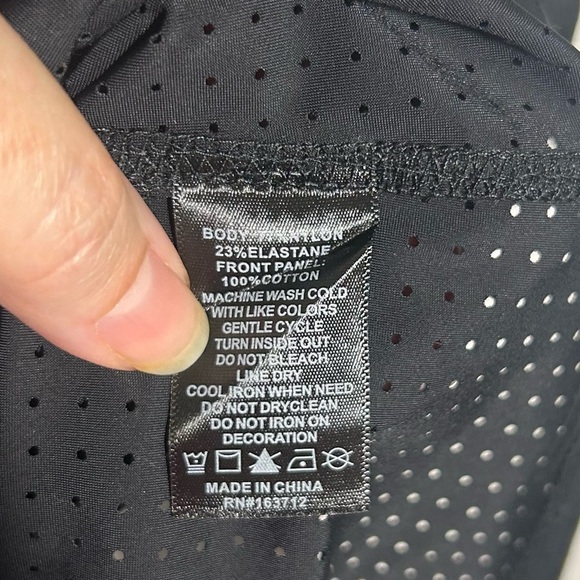 BODY NYLON
23%ELASTANE
FRONT PANEL:
100%COTTON
MACHINE WASH COLD
WITH LIKE COLORS
GENTLE CYCLE
TURN INSIDE OUT
DO NOT BLEACH
LINE DRY
COOL IRON WHEN NEED
DO NOT DRYCLEAN
DO NOT IRON ON
DECORATION
MADE IN CHINA
RN#163712